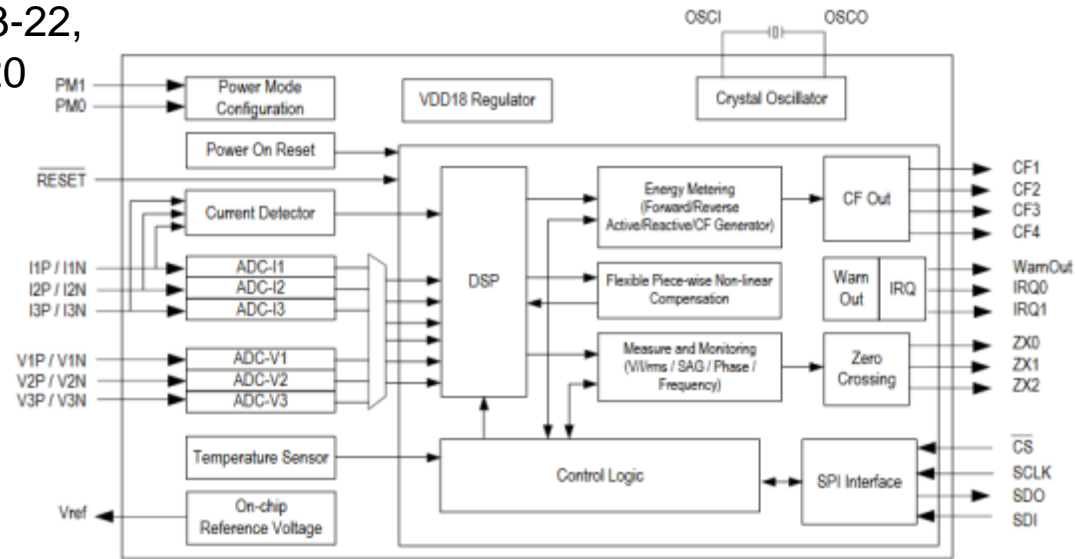 3-22,
20
OSCI
OSCO
PM1
PM0
Power Mode
Configuration
VDD18 Regulator
Crystal Oscillator
Power On Reset
RESET
Current Detector
I1P / I1N
I2P / I2N
I3P / I3N
ADC-I1
ADC-I2
ADC-I3
V1P / V1N
V2P / V2N
V3P / V3N
ADC-V1
ADC-V2
ADC-V3
Temperature Sensor
Vref
On-chip
Reference Voltage
DSP
Energy Metering
(Forward/Reverse
Active/Reactive/CF Generator)
Flexible Piece-wise Non-linear
Compensation
Measure and Monitoring
(V/I/rms / SAG / Phase /
Frequency)
Control Logic
CF Out
CF1
CF2
CF3
CF4
Warn
Out
IRQ
WarnOut
IRQ0
IRQ1
Zero
Crossing
ZX0
ZX1
ZX2
SPI Interface
CS
SCLK
SDO
SDI